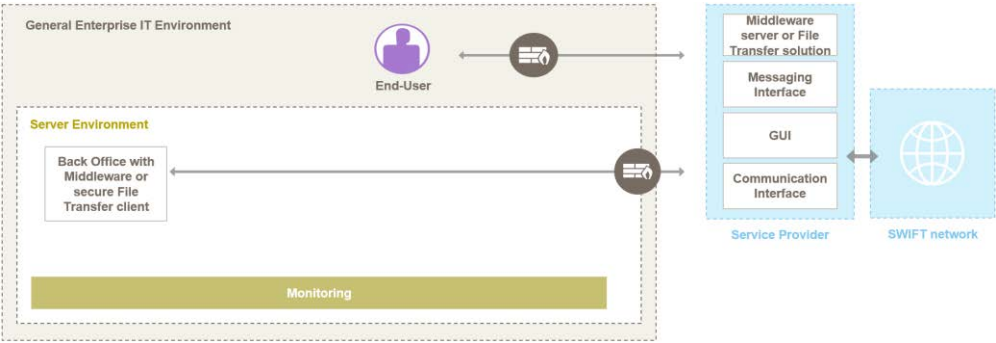 General Enterprise IT Environment
End-User
Server Environment
Back Office with
Middleware or
secure File
Transfer client
Monitoring
Middleware
server or File
Transfer solution
Messaging
Interface
GUI
Communication
Interface
Service Provider
SWIFT network